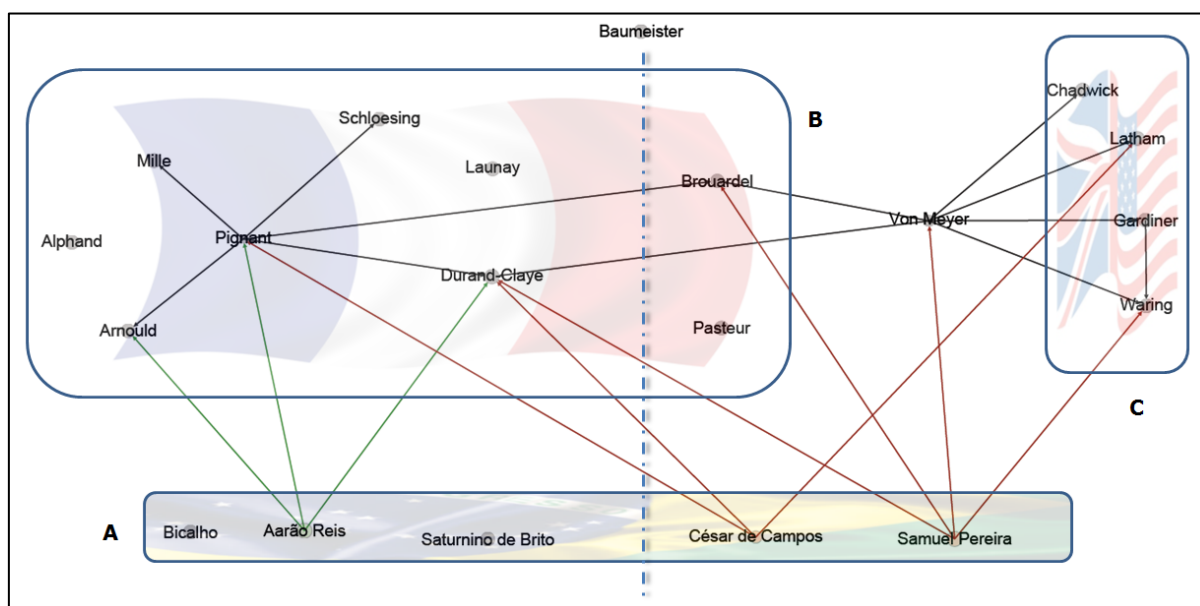 Baumeister
Chadwick
Schloesing
B
Latham
Mille
Launay
Brouardel
Von Meyer
Gardiner
Alphand
Pignant
Durand-Claye
Waring
Arnould
Pasteur
C
A
Bicalho
Aarão Reis
Saturnino de Brito
César de Campos
Samuel Pereira